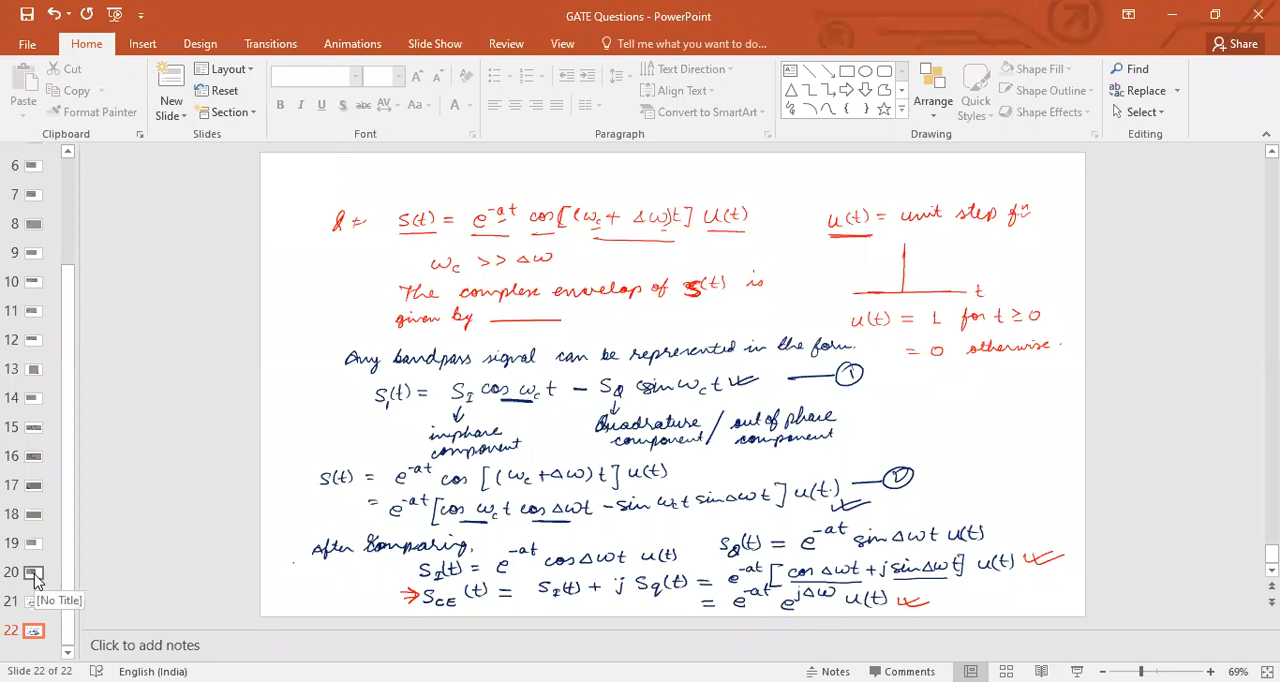 GATE Questions - PowerPoint
File Home Insert Design Transitions Animations Slide Show Review View Tell me what you want to do... Share
Paste Cut Copy Format Painter Clipboard
New Slide Layout Reset Section Slides
B I U S abc AV Aa A Font
Text Direction Align Text Convert to SmartArt Paragraph
Arrange Quick Styles Shape Fill Shape Outline Shape Effects Drawing
Find Replace Select Editing
6
7
8
9
10
11
12
13
14
15
16
17
18
19
20
21 [No Title]
22
S(t) = e^-at cos[(ωc + Δω)t] U(t)
ωc >> Δω
The complex envelop of S(t) is
given by ______
u(t) = unit step fn
t
u(t) = 1 for t ≥ 0
= 0 otherwise.
Any bandpass signal can be represented in the form.
S1(t) = SI cos ωc t - SQ sin ωc t —— ①
inphase component
Quadrature component / out of phase component
S(t) = e^-at cos [(ωc + Δω)t] u(t)
= e^-at [cos ωc t cos Δωt - sin ωc t sin Δωt] u(t) —— ②
After Comparing,
SI(t) = e^-at cos Δωt u(t)
SQ(t) = e^-at sin Δωt u(t)
→ SCE(t) = SI(t) + j Sq(t) = e^-at [cos Δωt + j sin Δωt] u(t)
= e^-at e^jΔω u(t)
Click to add notes
Slide 22 of 22 English (India) Notes Comments 69%